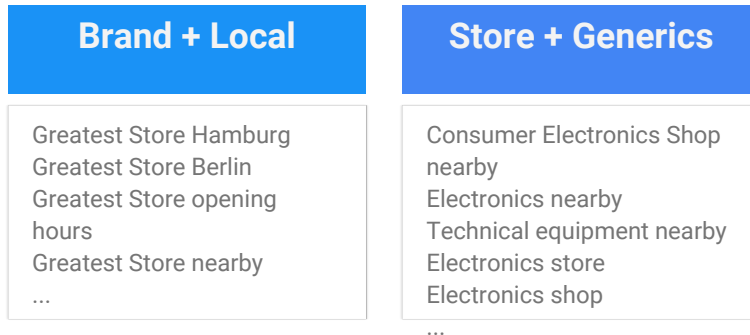 Brand + Local
Greatest Store Hamburg
Greatest Store Berlin
Greatest Store opening
hours
Greatest Store nearby
...
Store + Generics
Consumer Electronics Shop
nearby
Electronics nearby
Technical equipment nearby
Electronics store
Electronics shop
...